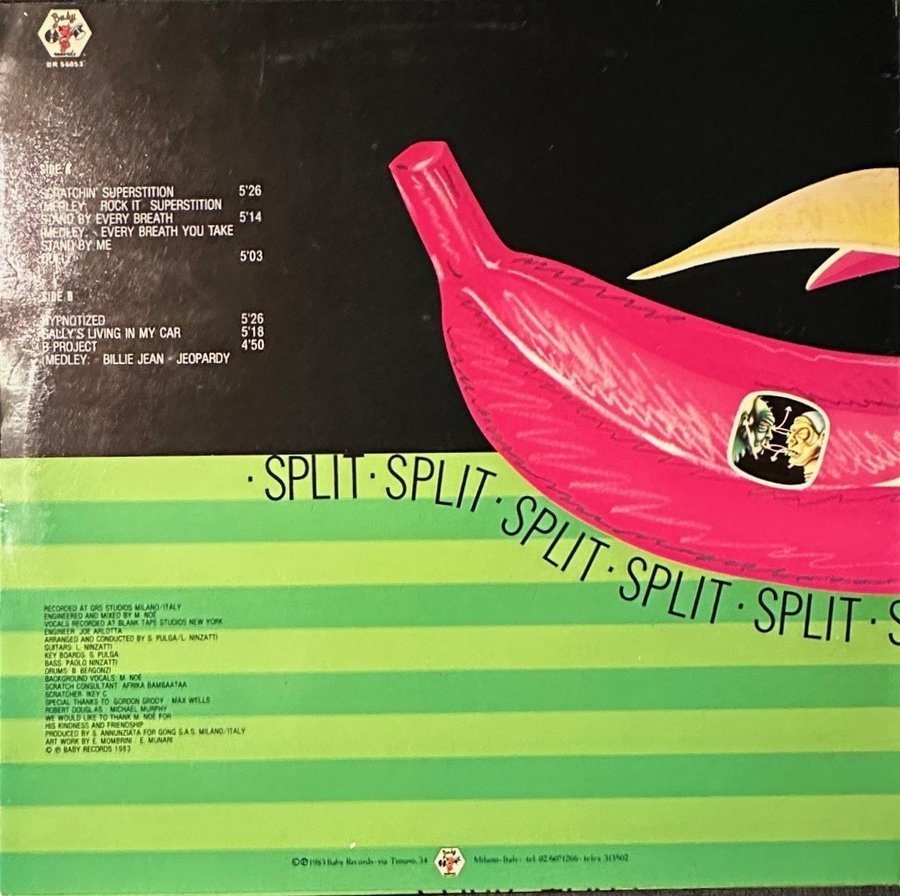 Baby
records
BR 56053
SIDE A
SCRATCHIN' SUPERSTITION 5'26
(MEDLEY: - ROCK IT - SUPERSTITION
STAND BY EVERY BREATH 5'14
(MEDLEY: - EVERY BREATH YOU TAKE
STAND BY ME
5'03
SIDE B
HYPNOTIZED 5'26
SALLY'S LIVING IN MY CAR 5'18
B PROJECT 4'50
(MEDLEY: - BILLIE JEAN - JEOPARDY
· SPLIT · SPLIT · SPLIT · SPLIT · SPLIT · S
RECORDED AT GRS STUDIOS MILANO/ITALY
ENGINEERED AND MIXED BY M. NOÈ
VOCALS RECORDED AT BLANK TAPE STUDIOS NEW YORK
ENGINEER: JOE ARLOTTA
ARRANGED AND CONDUCTED BY S. PULGA/L. NINZATTI
GUITARS: L. NINZATTI
KEY BOARDS: S. PULGA
BASS: PAOLO NINZATTI
DRUMS: B. BERGONZI
BACKGROUND VOCALS: M. NOÈ
SCRATCH CONSULTANT: AFRIKA BAMBAATAA
SCRATCHER: IKEY C
SPECIAL THANKS TO: GORDON GRODY - MAX WELLS
ROBERT DOUGLAS - MICHAEL MURPHY
WE WOULD LIKE TO THANK M. NOÈ FOR
HIS KINDNESS AND FRIENDSHIP
PRODUCED BY S. ANNUNZIATA FOR GONG S.A.S. MILANO/ITALY
ART WORK BY E. MOMBRINI / E. MUNARI
© ℗ BABY RECORDS 1983
©℗1983 Baby Records - via Timavo, 34 Baby records Milano - Italy - tel. 02/6071266 - telex 313502